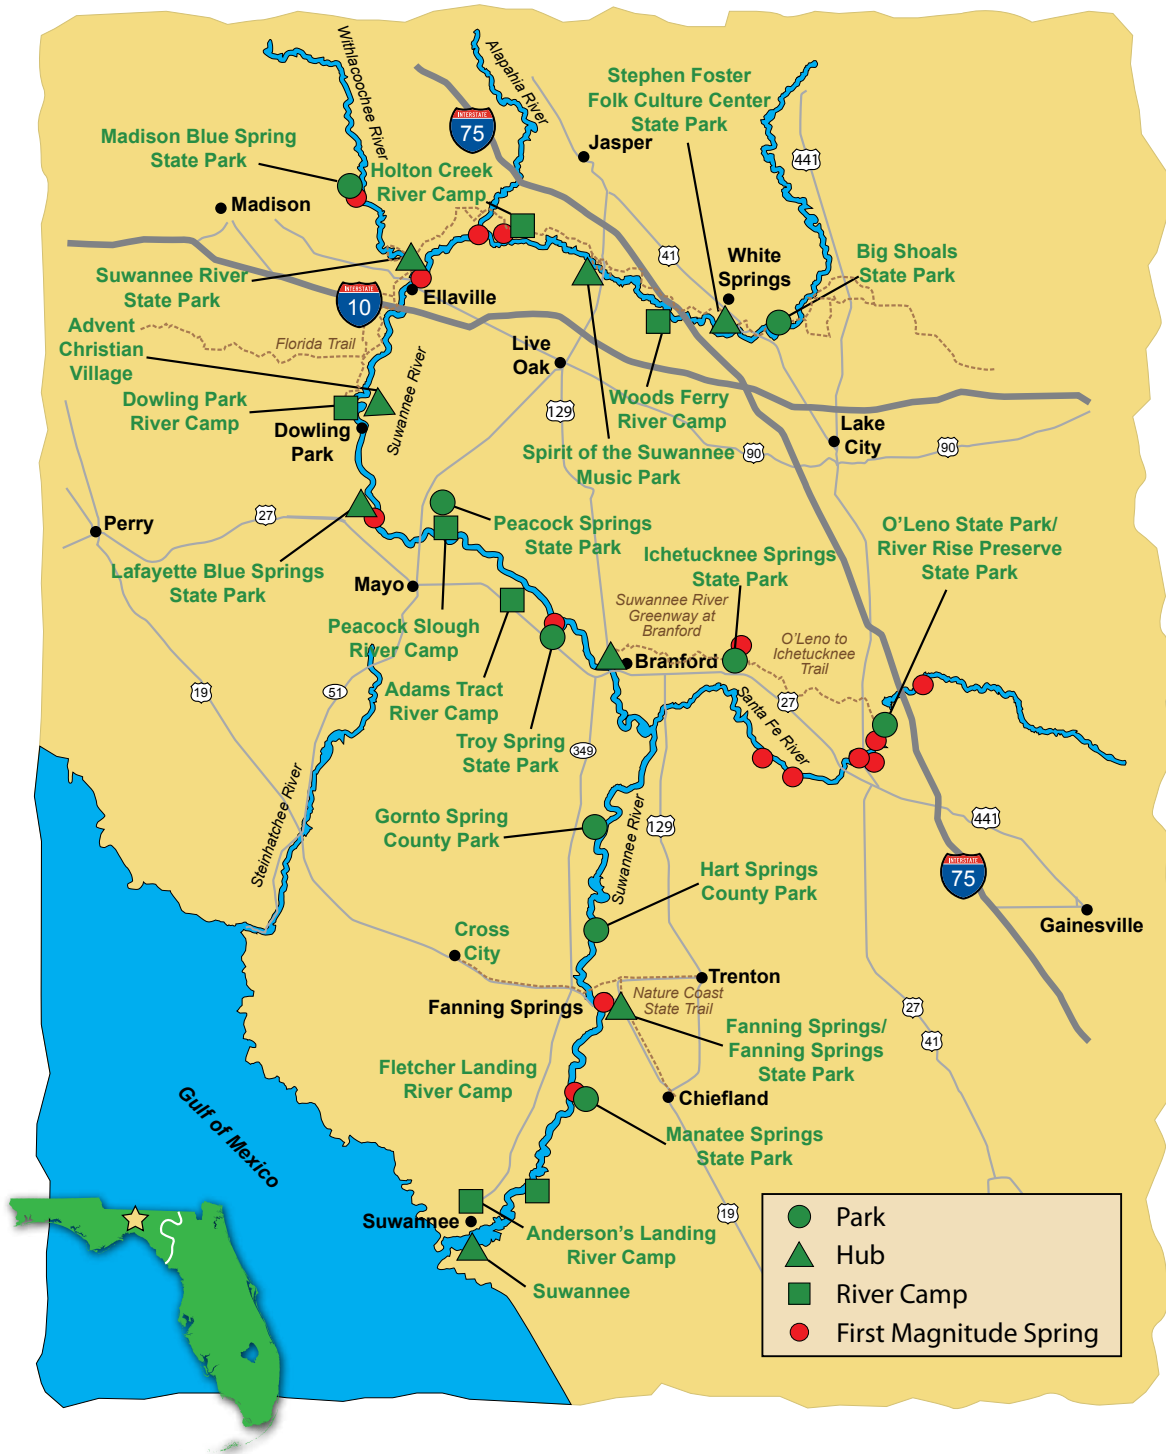 Withlacoochee River
Alapahia River
INTERSTATE
75
Stephen Foster
Folk Culture Center
State Park
Jasper
441
Madison Blue Spring
State Park
Holton Creek
River Camp
Madison
41
White
Springs
Big Shoals
State Park
Suwannee River
State Park
INTERSTATE
10
Ellaville
Advent
Christian
Village
Florida Trail
Suwannee River
Live
Oak
Dowling Park
River Camp
Dowling
Park
129
Woods Ferry
River Camp
Lake
City
90
90
Spirit of the Suwannee
Music Park
Perry
27
Peacock Springs
State Park
O'Leno State Park/
River Rise Preserve
State Park
Ichetucknee Springs
State Park
Lafayette Blue Springs
State Park
Mayo
Suwannee River
Greenway at
Branford
Peacock Slough
River Camp
O'Leno to
Ichetucknee
Trail
Branford
19
51
Adams Tract
River Camp
27
Santa Fe River
Troy Spring
State Park
349
Steinhatchee River
Gornto Spring
County Park
Suwannee River
129
441
Hart Springs
County Park
INTERSTATE
75
Gainesville
Cross
City
Trenton
Fanning Springs
Nature Coast
State Trail
27
41
Fanning Springs/
Fanning Springs
State Park
Fletcher Landing
River Camp
Chiefland
Gulf of Mexico
Manatee Springs
State Park
19
Suwannee
Anderson's Landing
River Camp
Suwannee
Park
Hub
River Camp
First Magnitude Spring